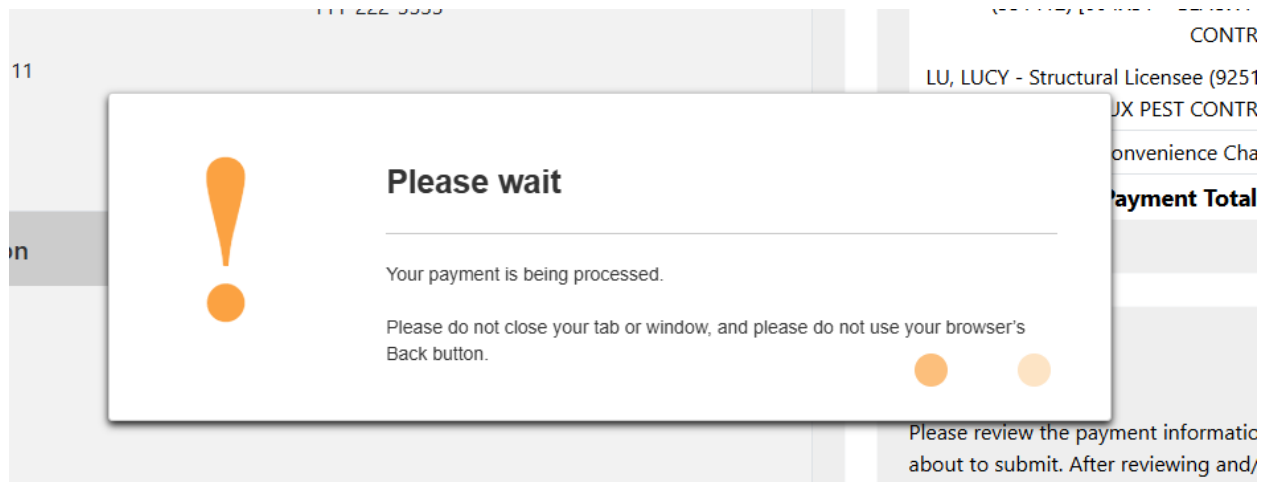 11
CONTR
LU, LUCY - Structural Licensee (9251
UX PEST CONTR
onvenience Cha
Payment Total
on
Please wait
Your payment is being processed.
Please do not close your tab or window, and please do not use your browser's
Back button.
Please review the payment informatio
about to submit. After reviewing and/